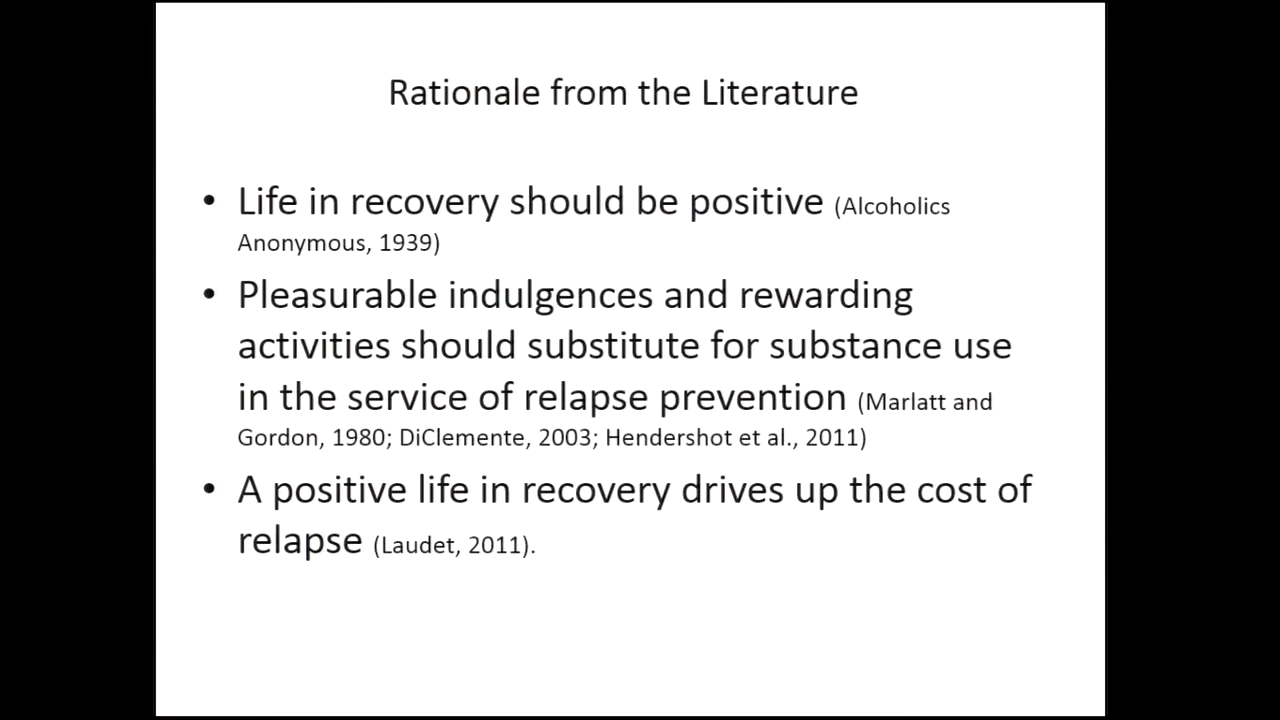 Rationale from the Literature
• Life in recovery should be positive (Alcoholics
Anonymous, 1939)
• Pleasurable indulgences and rewarding
activities should substitute for substance use
in the service of relapse prevention (Marlatt and
Gordon, 1980; DiClemente, 2003; Hendershot et al., 2011)
• A positive life in recovery drives up the cost of
relapse (Laudet, 2011).